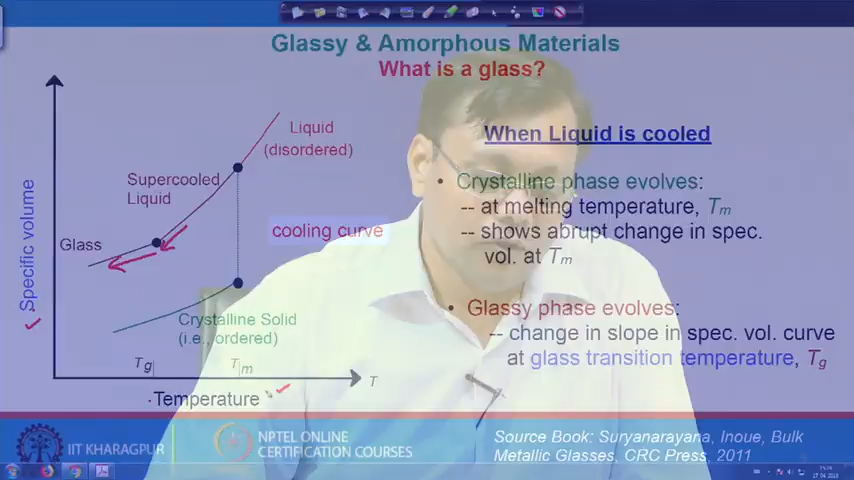 Glassy & Amorphous Materials
What is a glass?
Specific volume
Liquid
(disordered)
Supercooled
Liquid
Glass
cooling curve
Crystalline Solid
(i.e., ordered)
Tg
Tm
T
Temperature
When Liquid is cooled
• Crystalline phase evolves:
-- at melting temperature, Tm
-- shows abrupt change in spec.
vol. at Tm
• Glassy phase evolves:
-- change in slope in spec. vol. curve
at glass transition temperature, Tg
IIT KHARAGPUR
NPTEL ONLINE
CERTIFICATION COURSES
Source Book: Suryanarayana, Inoue, Bulk
Metallic Glasses, CRC Press, 2011